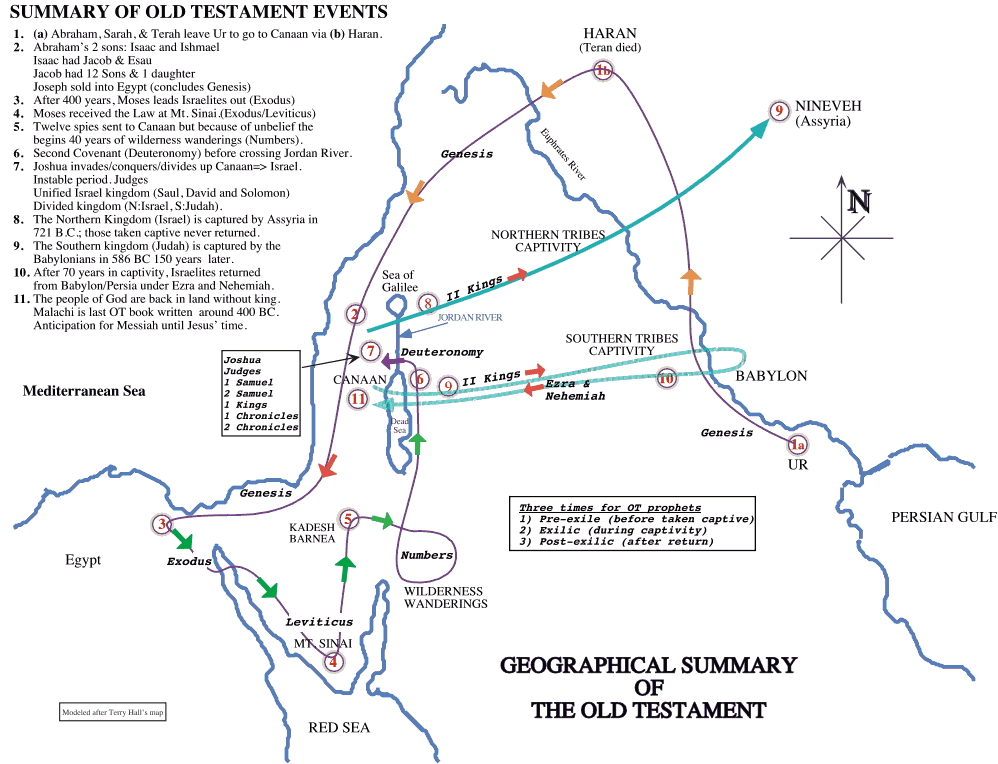 SUMMARY OF OLD TESTAMENT EVENTS
1. (a) Abraham, Sarah, & Terah leave Ur to go to Canaan via (b) Haran.
2. Abraham's 2 sons: Isaac and Ishmael
Isaac had Jacob & Esau
Jacob had 12 Sons & 1 daughter
Joseph sold into Egypt (concludes Genesis)
3. After 400 years, Moses leads Israelites out (Exodus)
4. Moses received the Law at Mt. Sinai.(Exodus/Leviticus)
5. Twelve spies sent to Canaan but because of unbelief the
begins 40 years of wilderness wanderings (Numbers).
6. Second Covenant (Deuteronomy) before crossing Jordan River.
7. Joshua invades/conquers/divides up Canaan=> Israel.
Instable period. Judges
Unified Israel kingdom (Saul, David and Solomon)
Divided kingdom (N:Israel, S:Judah).
8. The Northern Kingdom (Israel) is captured by Assyria in
721 B.C.; those taken captive never returned.
9. The Southern kingdom (Judah) is captured by the
Babylonians in 586 BC 150 years later.
10. After 70 years in captivity, Israelites returned
from Babylon/Persia under Ezra and Nehemiah.
11. The people of God are back in land without king.
Malachi is last OT book written around 400 BC.
Anticipation for Messiah until Jesus' time.
HARAN
(Teran died)
1b
9
NINEVEH
(Assyria)
Euphrates River
Genesis
N
NORTHERN TRIBES
CAPTIVITY
Sea of
Galilee
8
II Kings
2
JORDAN RIVER
7
Deuteronomy
SOUTHERN TRIBES
CAPTIVITY
Joshua
Judges
1 Samuel
2 Samuel
1 Kings
1 Chronicles
2 Chronicles
CANAAN
6
9
II Kings
10
BABYLON
Ezra &
Nehemiah
11
Mediterranean Sea
Dead
Sea
Genesis
1a
UR
Genesis
Three times for OT prophets
1) Pre-exile (before taken captive)
2) Exilic (during captivity)
3) Post-exilic (after return)
PERSIAN GULF
3
KADESH
BARNEA
5
Egypt
Exodus
Numbers
WILDERNESS
WANDERINGS
Leviticus
MT. SINAI
4
GEOGRAPHICAL SUMMARY
OF
THE OLD TESTAMENT
Modeled after Terry Hall's map
RED SEA